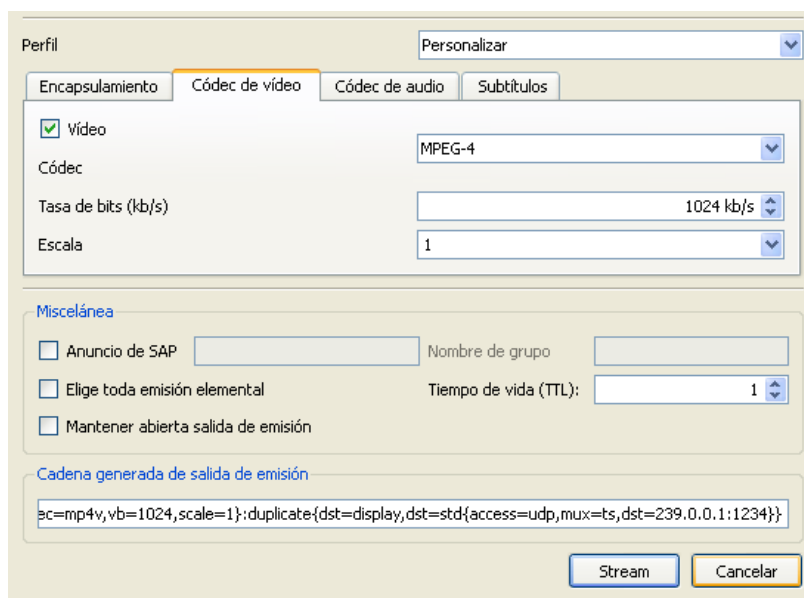 Perfil Personalizar
Encapsulamiento Códec de vídeo Códec de audio Subtítulos
Vídeo
MPEG-4
Códec
Tasa de bits (kb/s) 1024 kb/s
Escala 1
Miscelánea
Anuncio de SAP Nombre de grupo
Elige toda emisión elemental Tiempo de vida (TTL): 1
Mantener abierta salida de emisión
Cadena generada de salida de emisión
ec=mp4v,vb=1024,scale=1}:duplicate{dst=display,dst=std{access=udp,mux=ts,dst=239.0.0.1:1234}}
Stream Cancelar